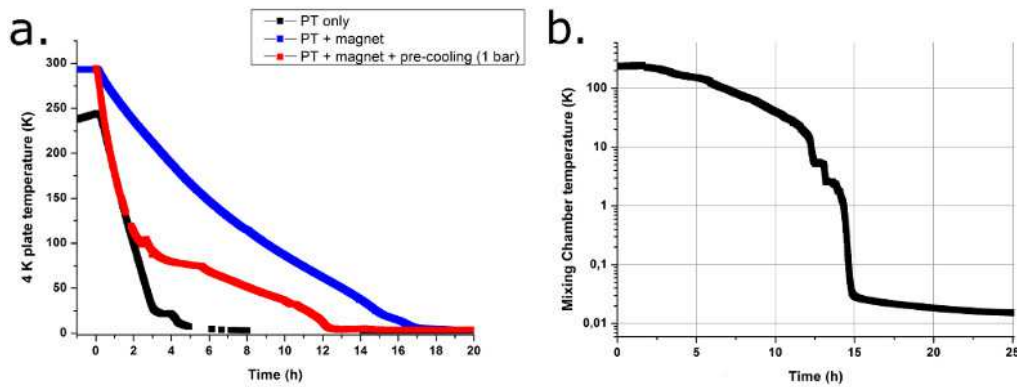 a.
PT only
PT + magnet
PT + magnet + pre-cooling (1 bar)
4 K plate temperature (K)
300
250
200
150
100
50
0
0 2 4 6 8 10 12 14 16 18 20
Time (h)
b.
Mixing Chamber temperature (K)
100
10
1
0,1
0,01
0 5 10 15 20 25
Time (h)